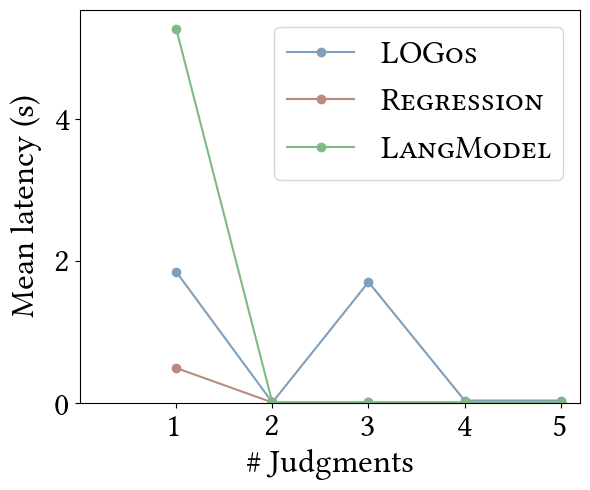 LOGos
Regression
LangModel
Mean latency (s)
4
2
0
1 2 3 4 5
# Judgments